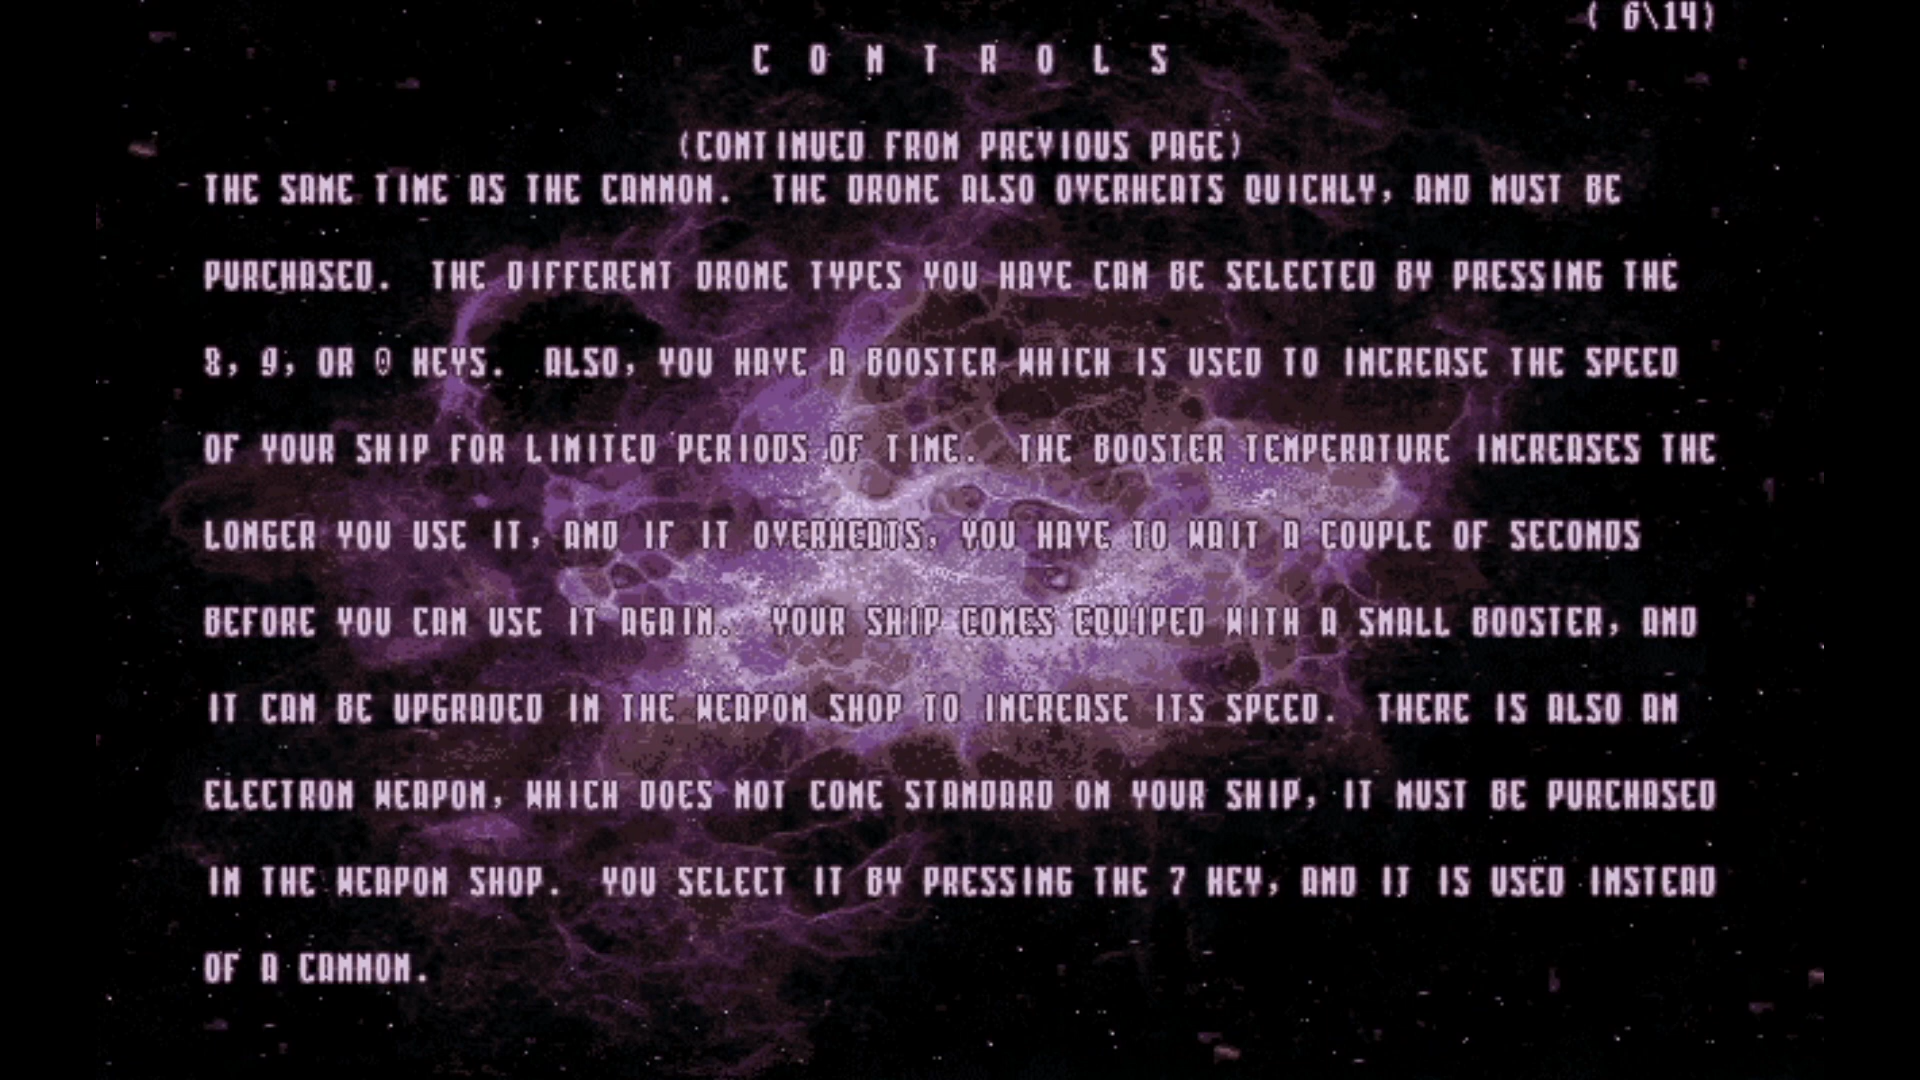 ( 6\14)
C O N T R O L S
(CONTINUED FROM PREVIOUS PAGE)
THE SAME TIME AS THE CANNON.  THE DRONE ALSO OVERHEATS QUICKLY, AND MUST BE
PURCHASED.  THE DIFFERENT DRONE TYPES YOU HAVE CAN BE SELECTED BY PRESSING THE
8, 9, OR 0 KEYS.  ALSO, YOU HAVE A BOOSTER WHICH IS USED TO INCREASE THE SPEED
OF YOUR SHIP FOR LIMITED PERIODS OF TIME.  THE BOOSTER TEMPERATURE INCREASES THE
LONGER YOU USE IT, AND IF IT OVERHEATS, YOU HAVE TO WAIT A COUPLE OF SECONDS
BEFORE YOU CAN USE IT AGAIN.  YOUR SHIP COMES EQUIPED WITH A SMALL BOOSTER, AND
IT CAN BE UPGRADED IN THE WEAPON SHOP TO INCREASE ITS SPEED.  THERE IS ALSO AN
ELECTRON WEAPON, WHICH DOES NOT COME STANDARD ON YOUR SHIP, IT MUST BE PURCHASED
IN THE WEAPON SHOP.  YOU SELECT IT BY PRESSING THE 7 KEY, AND IT IS USED INSTEAD
OF A CANNON.